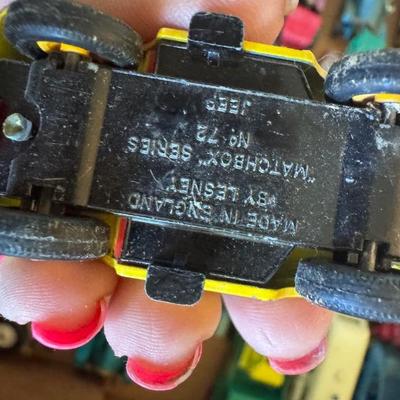 JEEP
Nº 72
"MATCHBOX" SERIES
BY LESNEY
MADE IN ENGLAND